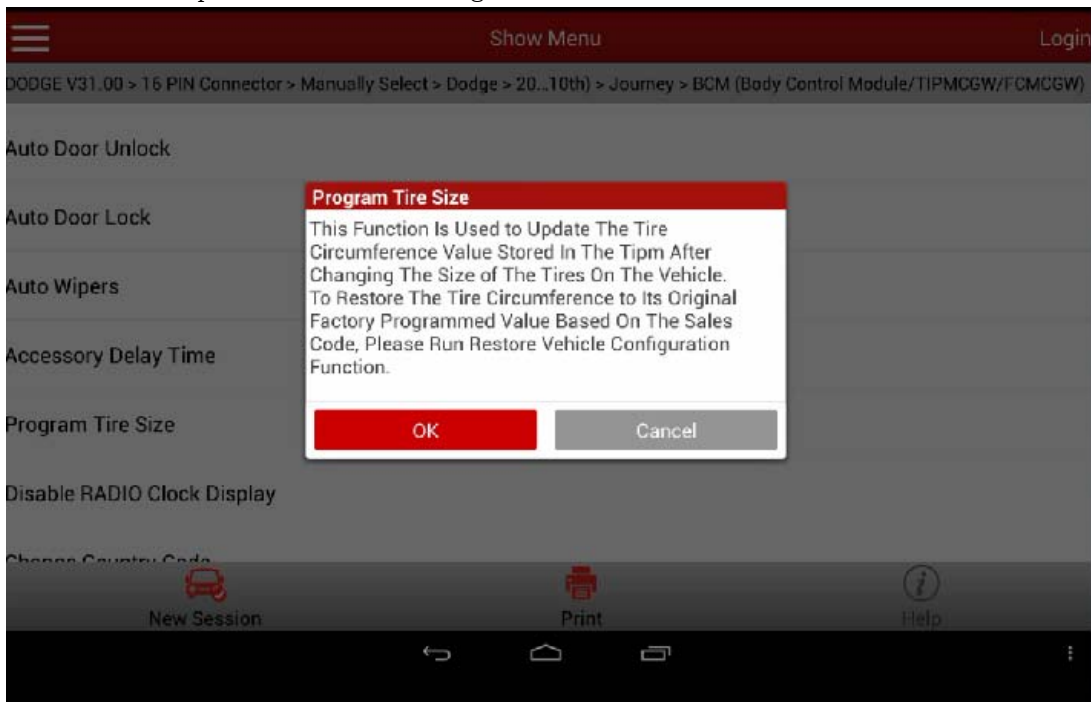 Show Menu
Login
DODGE V31.00 > 16 PIN Connector > Manually Select > Dodge > 20...10th) > Journey > BCM (Body Control Module/TIPMCGW/FCMCGW)
Auto Door Unlock
Auto Door Lock
Auto Wipers
Accessory Delay Time
Program Tire Size
Disable RADIO Clock Display
Change Country Code
Program Tire Size
This Function Is Used to Update The Tire
Circumference Value Stored In The Tipm After
Changing The Size of The Tires On The Vehicle.
To Restore The Tire Circumference to Its Original
Factory Programmed Value Based On The Sales
Code, Please Run Restore Vehicle Configuration
Function.
OK
Cancel
New Session
Print
Help